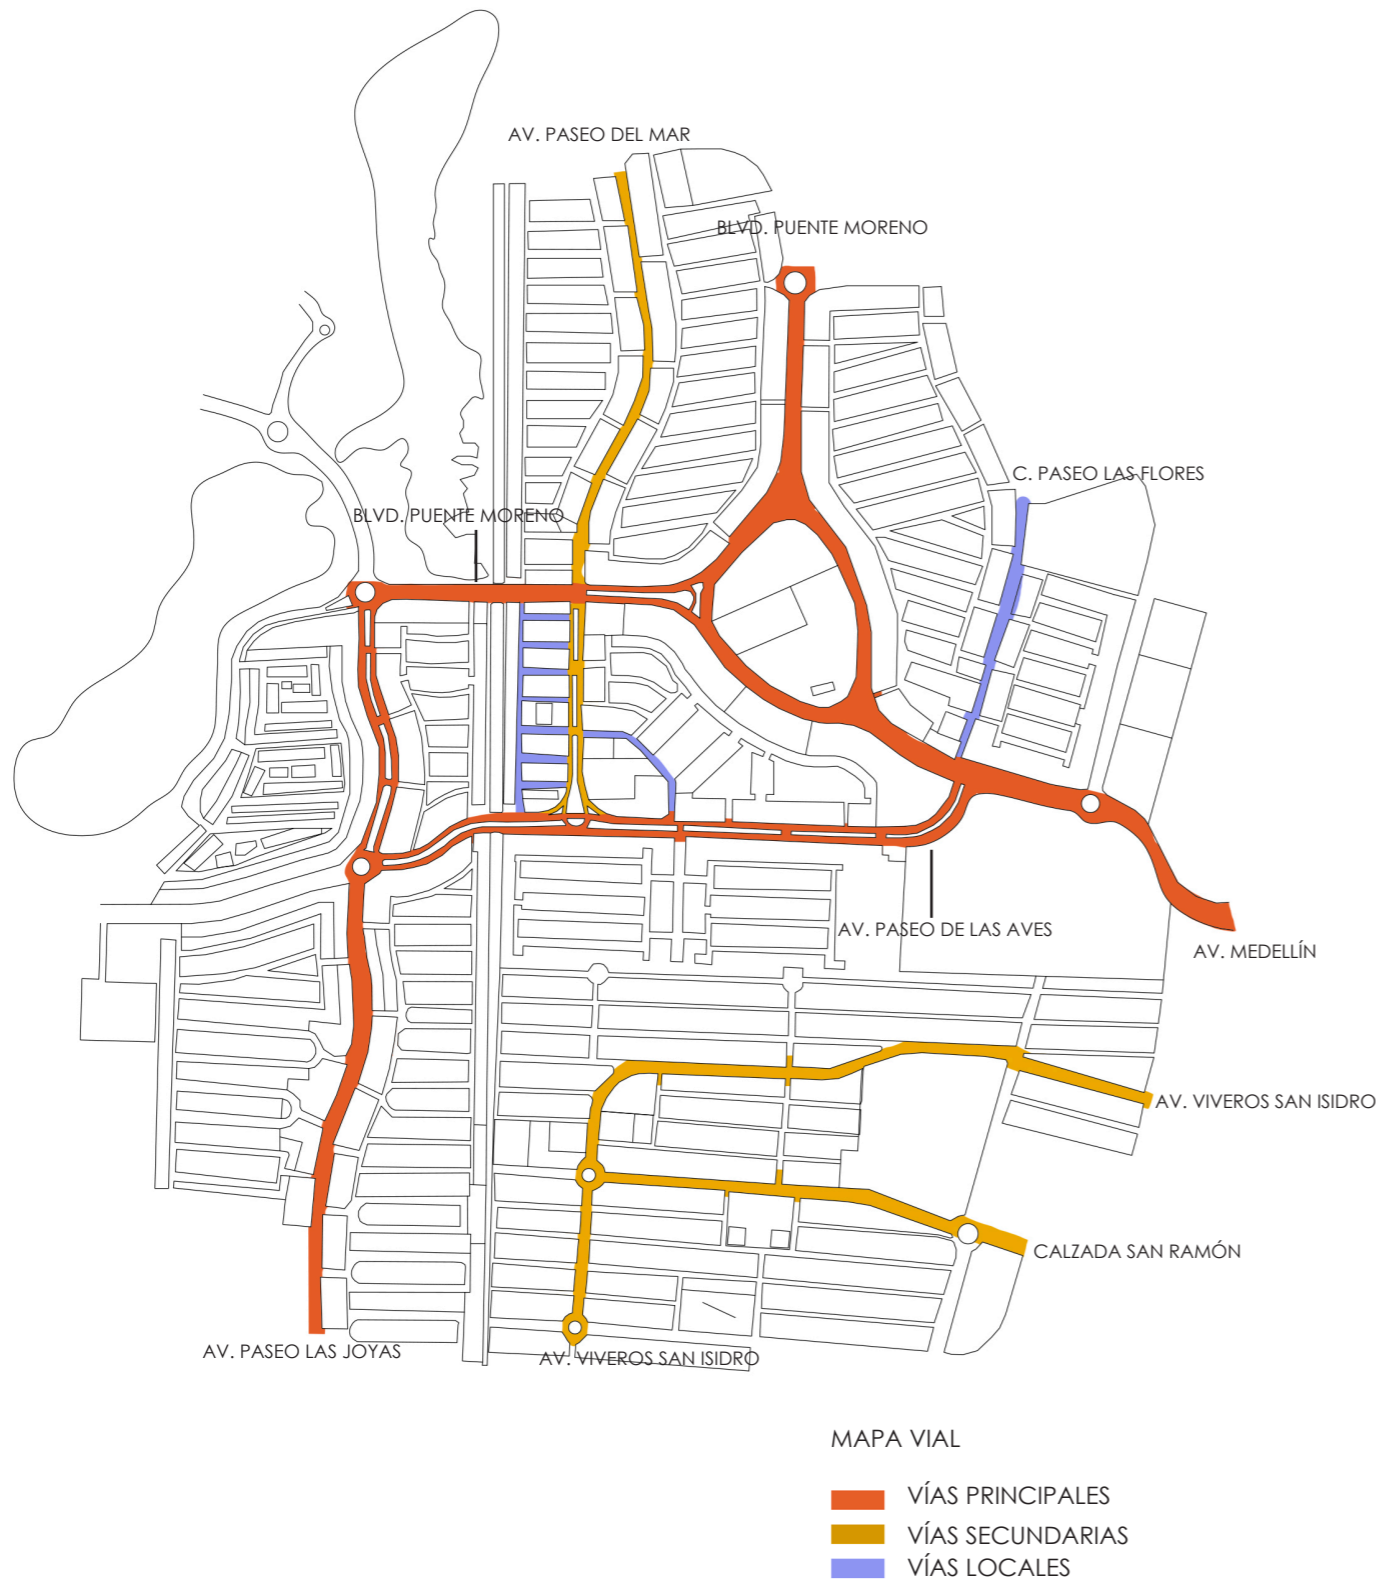 AV. PASEO DEL MAR
BLVD. PUENTE MORENO
C. PASEO LAS FLORES
BLVD. PUENTE MORENO
AV. PASEO DE LAS AVES
AV. MEDELLÍN
AV. VIVEROS SAN ISIDRO
CALZADA SAN RAMÓN
AV. PASEO LAS JOYAS
AV. VIVEROS SAN ISIDRO
MAPA VIAL
VÍAS PRINCIPALES
VÍAS SECUNDARIAS
VÍAS LOCALES